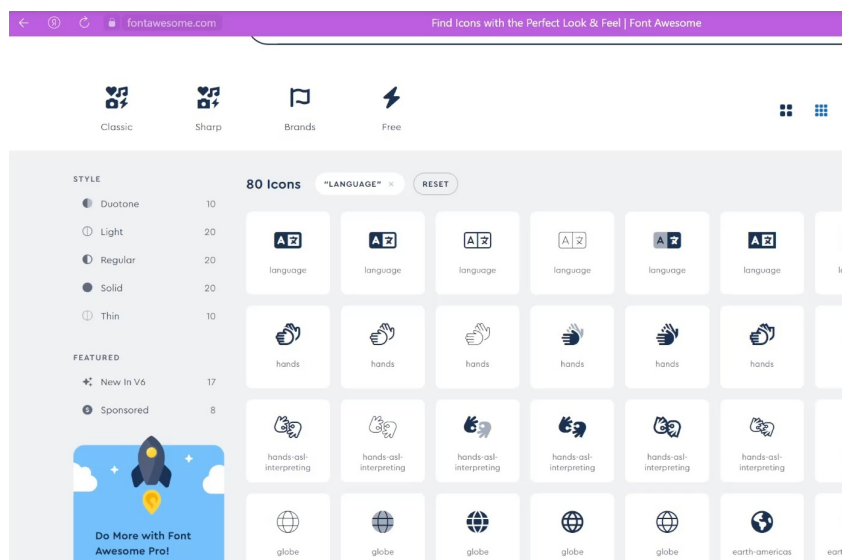 fontawesome.com
Find Icons with the Perfect Look & Feel | Font Awesome
Classic
Sharp
Brands
Free
STYLE
Duotone 10
Light 20
Regular 20
Solid 20
Thin 10
FEATURED
New In V6 17
Sponsored 8
Do More with Font
Awesome Pro!
80 Icons "LANGUAGE" × RESET
language language language language language language
hands hands hands hands hands hands
hands-asl- hands-asl- hands-asl- hands-asl- hands-asl- hands-asl-
interpreting interpreting interpreting interpreting interpreting interpreting
globe globe globe globe globe earth-americas